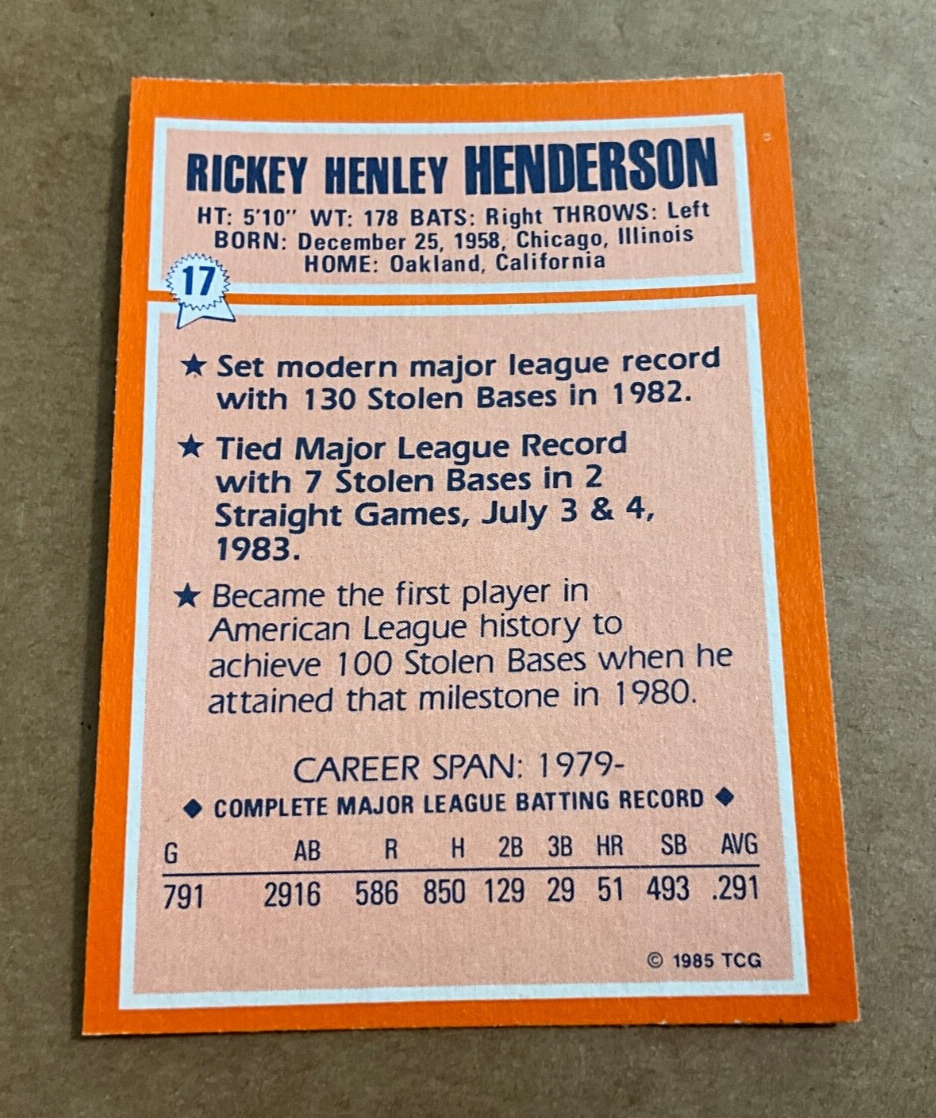 RICKEY HENLEY HENDERSON
HT: 5'10" WT: 178 BATS: Right THROWS: Left
BORN: December 25, 1958, Chicago, Illinois
HOME: Oakland, California
17
★ Set modern major league record
with 130 Stolen Bases in 1982.
★ Tied Major League Record
with 7 Stolen Bases in 2
Straight Games, July 3 & 4,
1983.
★ Became the first player in
American League history to
achieve 100 Stolen Bases when he
attained that milestone in 1980.
CAREER SPAN: 1979-
◆ COMPLETE MAJOR LEAGUE BATTING RECORD ◆
G AB R H 2B 3B HR SB AVG
791 2916 586 850 129 29 51 493 .291
© 1985 TCG